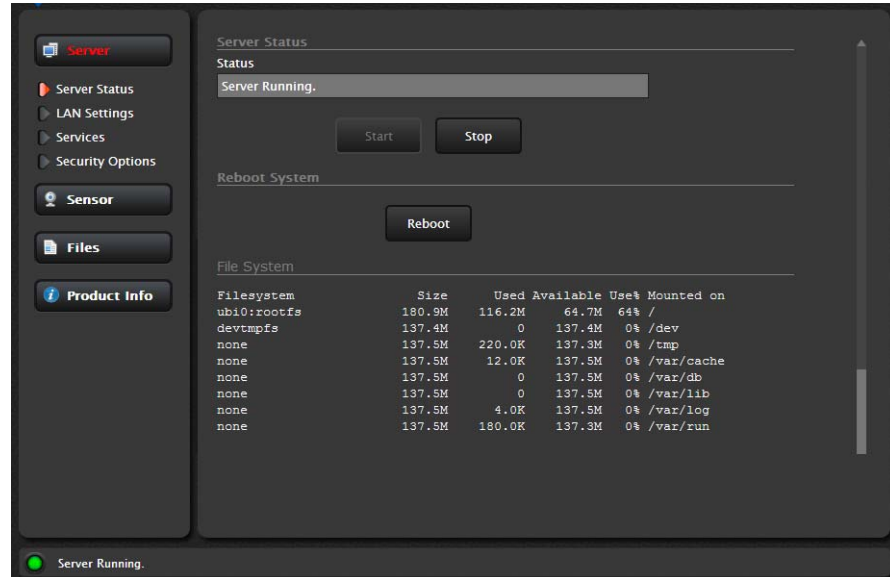 Server
Server Status
LAN Settings
Services
Security Options
Sensor
Files
Product Info
Server Status
Status
Server Running.
Start
Stop
Reboot System
Reboot
File System
Filesystem Size Used Available Use% Mounted on
ubi0:rootfs 180.9M 116.2M 64.7M 64% /
devtmpfs 137.4M 0 137.4M 0% /dev
none 137.5M 220.0K 137.3M 0% /tmp
none 137.5M 12.0K 137.5M 0% /var/cache
none 137.5M 0 137.5M 0% /var/db
none 137.5M 0 137.5M 0% /var/lib
none 137.5M 4.0K 137.5M 0% /var/log
none 137.5M 180.0K 137.3M 0% /var/run
Server Running.